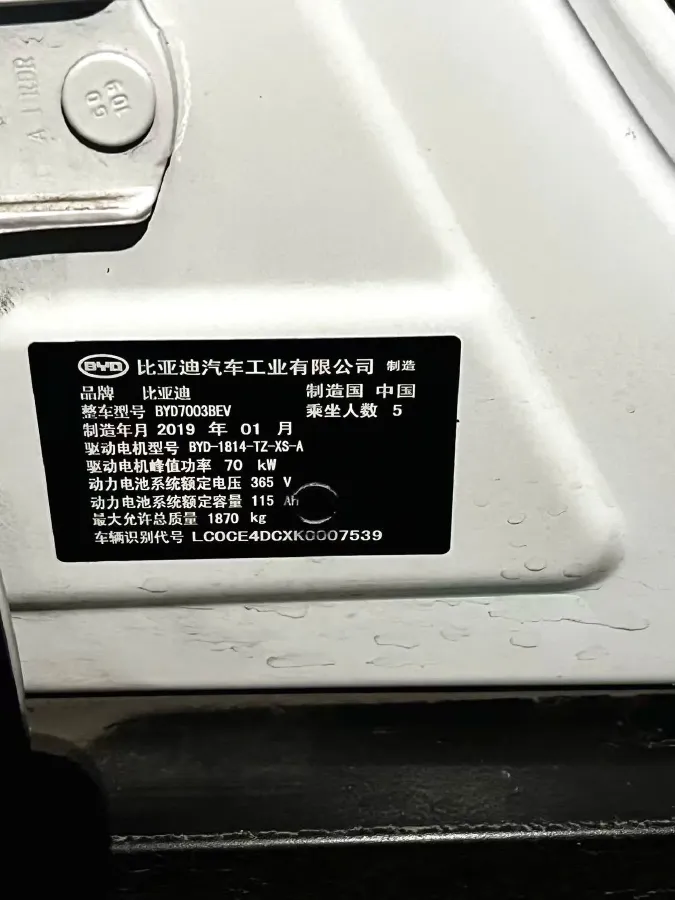 60
109
BYD 比亚迪汽车工业有限公司 制造
品牌 比亚迪 制造国 中国
整车型号 BYD7003BEV 乘坐人数 5
制造年月 2019 年 01 月
驱动电机型号 BYD-1814-TZ-XS-A
驱动电机峰值功率 70 kW
动力电池系统额定电压 365 V
动力电池系统额定容量 115 Ah
最大允许总质量 1870 kg
车辆识别代号 LC0CE4DCXK0007539